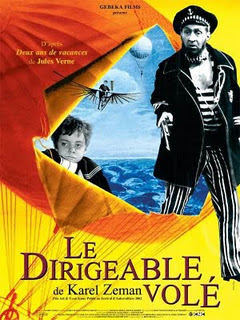 GEBEKA FILMS
présente
D'après
Deux ans de vacances
de Jules Verne
LE
DIRIGEABLE
de Karel Zeman VOLÉ